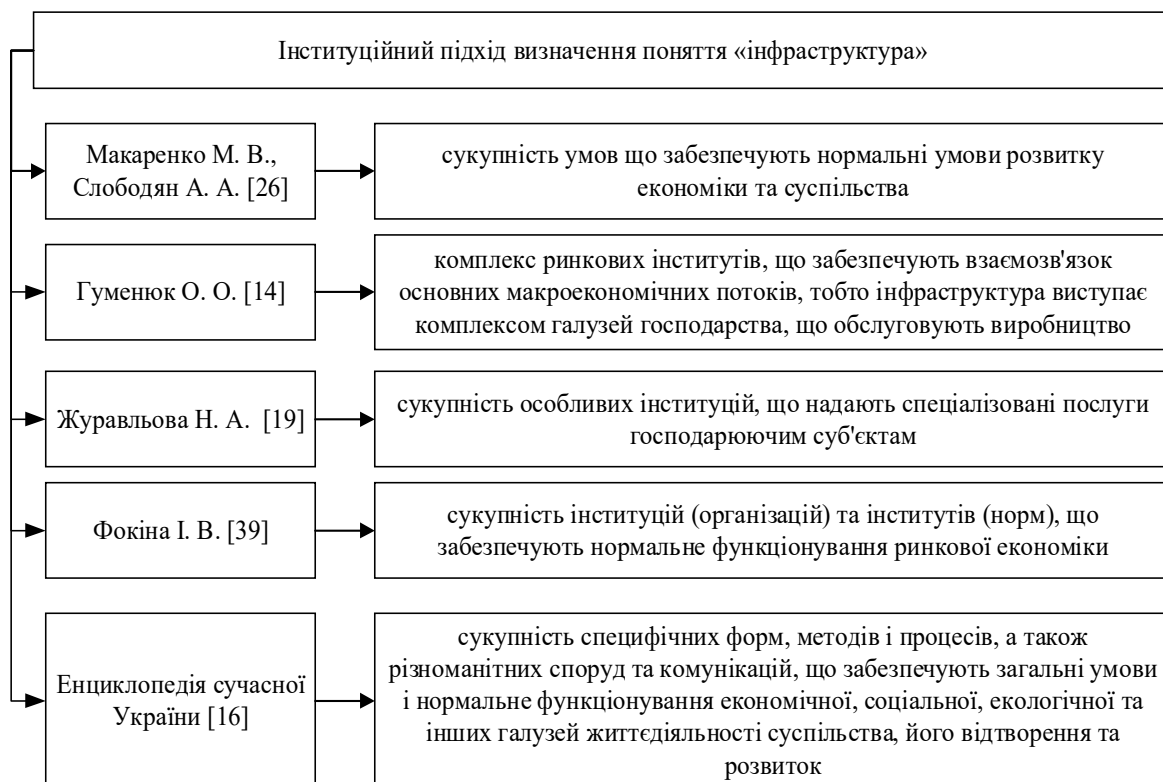 Інституційний підхід визначення поняття «інфраструктура»
Макаренко М. В.,
Слободян А. А. [26]
сукупність умов що забезпечують нормальні умови розвитку
економіки та суспільства
Гуменюк О. О. [14]
комплекс ринкових інститутів, що забезпечують взаємозв'язок
основних макроекономічних потоків, тобто інфраструктура виступає
комплексом галузей господарства, що обслуговують виробництво
Журавльова Н. А. [19]
сукупність особливих інституцій, що надають спеціалізовані послуги
господарюючим суб'єктам
Фокіна І. В. [39]
сукупність інституцій (організацій) та інститутів (норм), що
забезпечують нормальне функціонування ринкової економіки
Енциклопедія сучасної
України [16]
сукупність специфічних форм, методів і процесів, а також
різноманітних споруд та комунікацій, що забезпечують загальні умови
і нормальне функціонування економічної, соціальної, екологічної та
інших галузей життєдіяльності суспільства, його відтворення та
розвиток